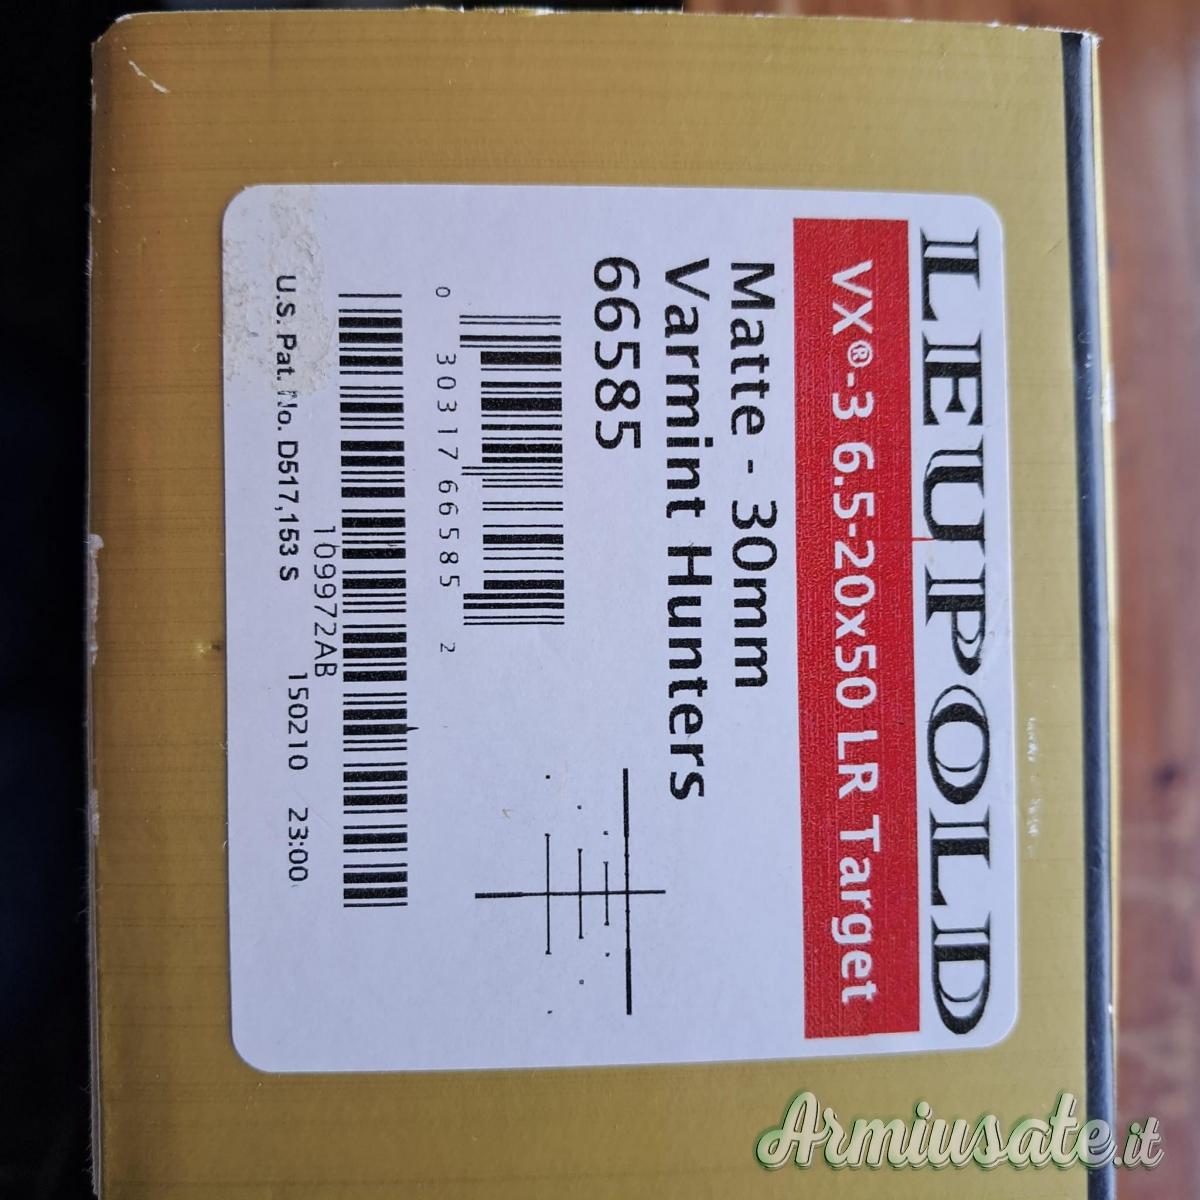 LEUPOLD
VX®-3 6.5-20x50 LR Target
Matte - 30mm
Varmint Hunters
66585
0 30317 66585 2
109972AB
U.S. Pat. No. D517,153 S 150210 23:00
Armiusate.it